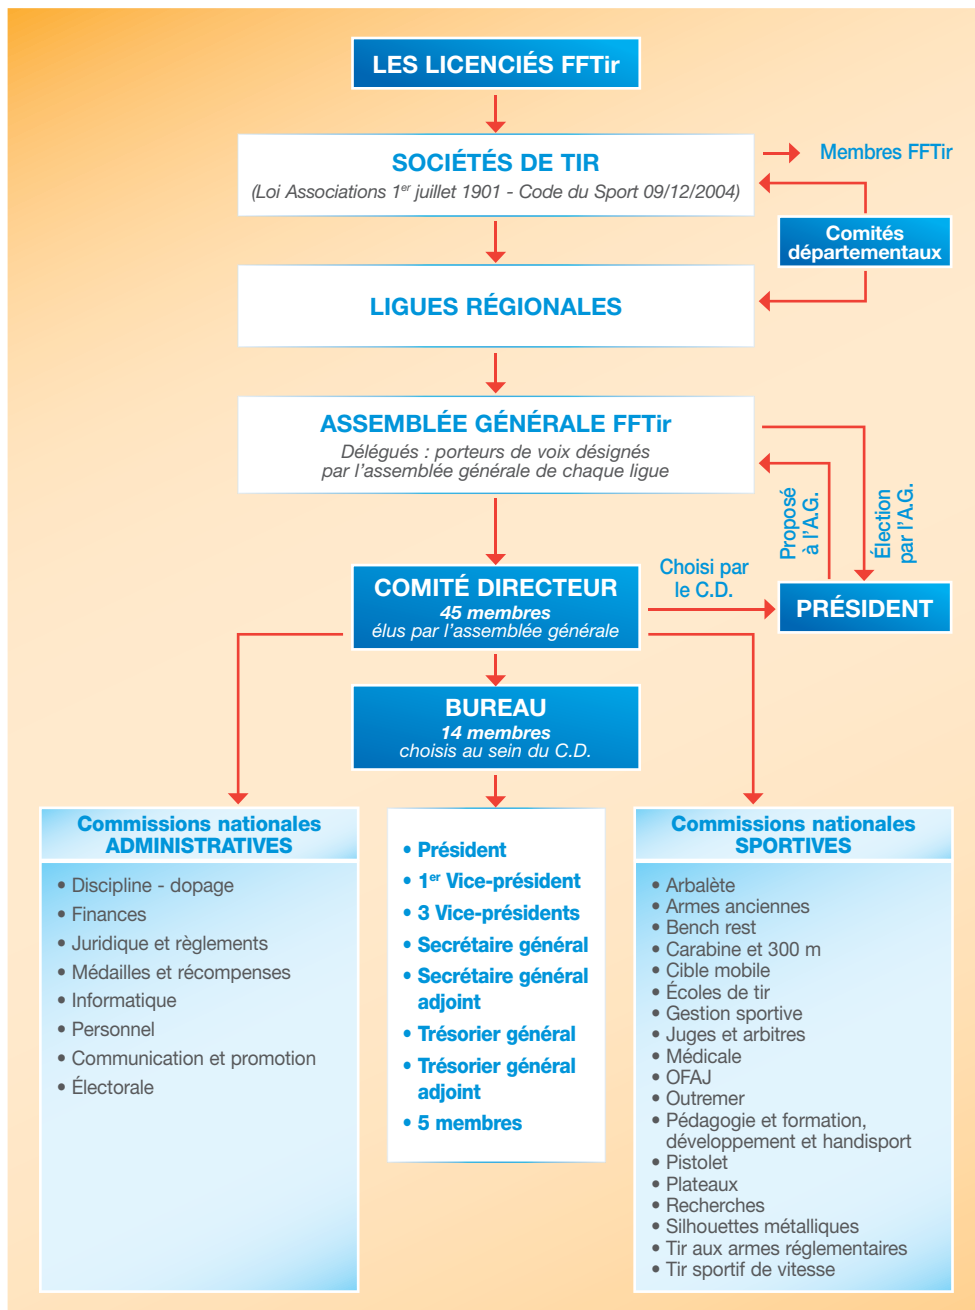 LES LICENCIÉS FFTir
SOCIÉTÉS DE TIR
(Loi Associations 1er juillet 1901 - Code du Sport 09/12/2004)
Membres FFTir
Comités
départementaux
LIGUES RÉGIONALES
ASSEMBLÉE GÉNÉRALE FFTir
Délégués : porteurs de voix désignés
par l'assemblée générale de chaque ligue
Proposé
à l'A.G.
Élection
par l'A.G.
COMITÉ DIRECTEUR
45 membres
élus par l'assemblée générale
Choisi par
le C.D.
PRÉSIDENT
BUREAU
14 membres
choisis au sein du C.D.
Commissions nationales
ADMINISTRATIVES
• Discipline - dopage
• Finances
• Juridique et règlements
• Médailles et récompenses
• Informatique
• Personnel
• Communication et promotion
• Électorale
• Président
• 1er Vice-président
• 3 Vice-présidents
• Secrétaire général
• Secrétaire général
adjoint
• Trésorier général
• Trésorier général
adjoint
• 5 membres
Commissions nationales
SPORTIVES
• Arbalète
• Armes anciennes
• Bench rest
• Carabine et 300 m
• Cible mobile
• Écoles de tir
• Gestion sportive
• Juges et arbitres
• Médicale
• OFAJ
• Outremer
• Pédagogie et formation,
développement et handisport
• Pistolet
• Plateaux
• Recherches
• Silhouettes métalliques
• Tir aux armes réglementaires
• Tir sportif de vitesse